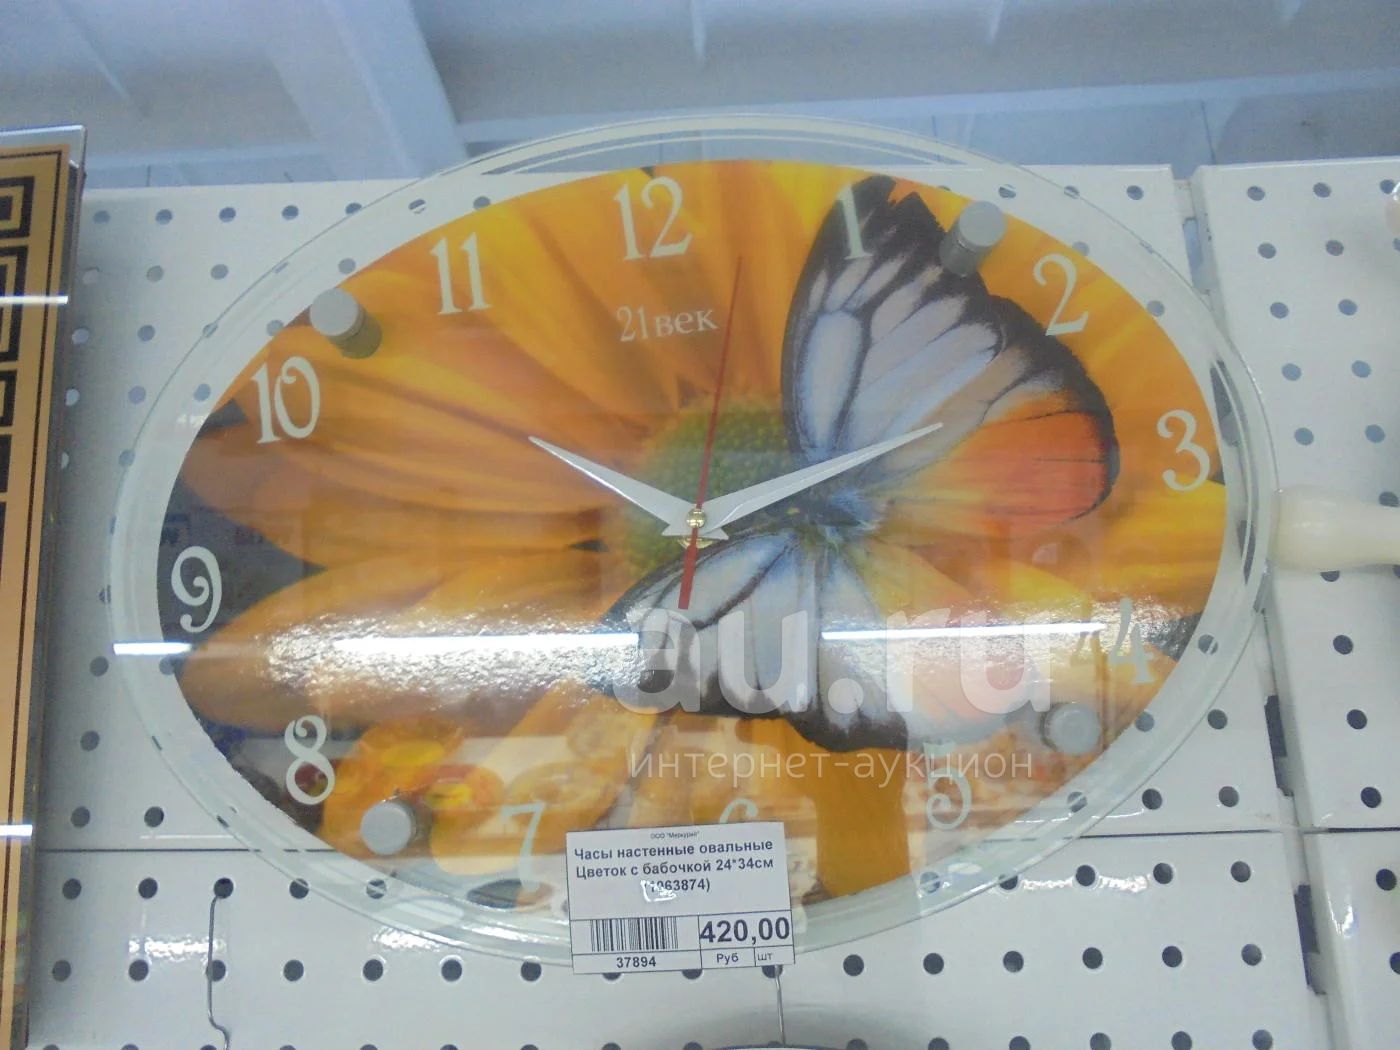 12
11
1
2
21век
10
3
9
4
au.ru
8
интернет-аукцион
5
7
6
ООО "Меркурий"
Часы настенные овальные
Цветок с бабочкой 24*34см
(1063874)
420,00
37894
Руб
шт